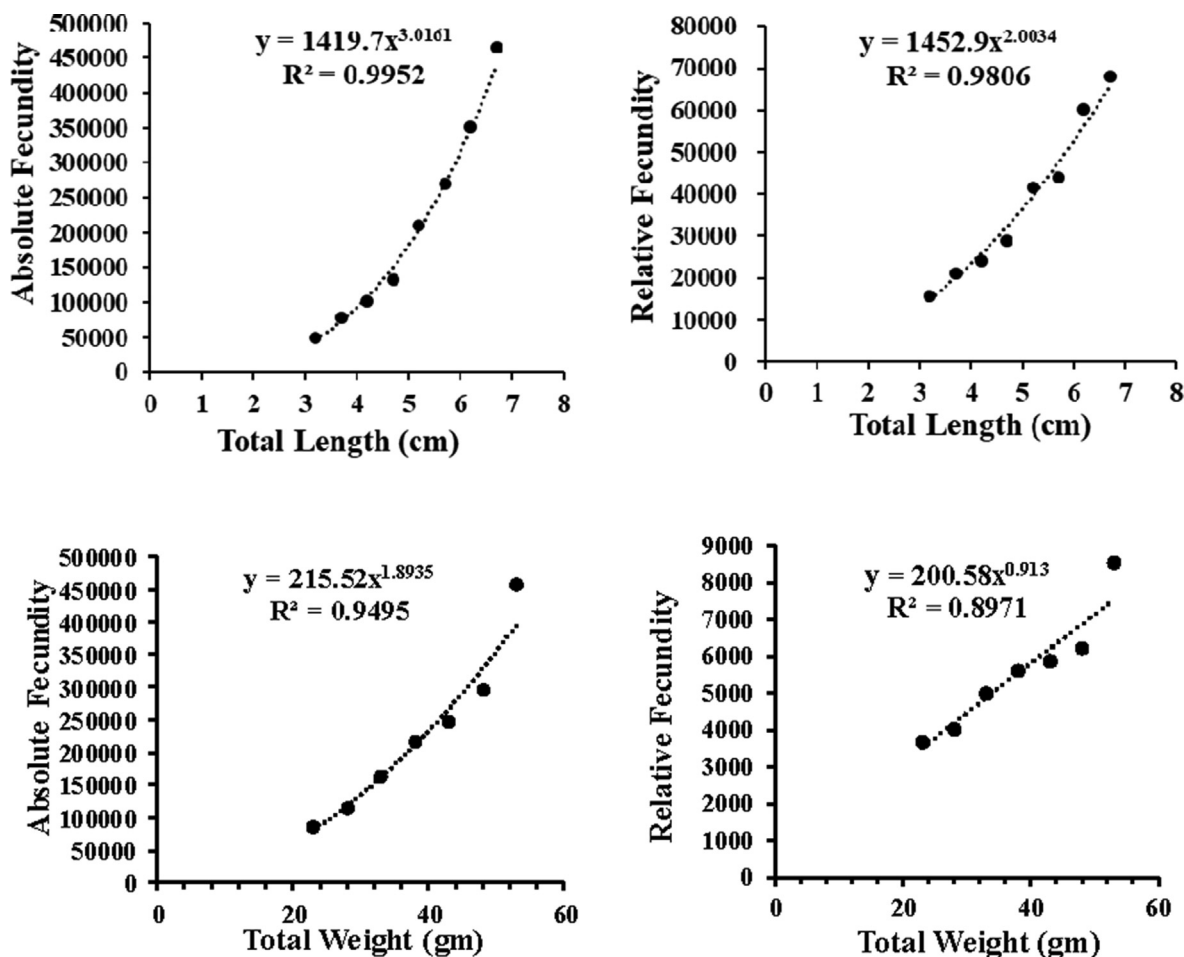 y = 1419.7x^3.0161
R² = 0.9952
500000
450000
400000
350000
300000
250000
200000
150000
100000
50000
0
Absolute Fecundity
0 1 2 3 4 5 6 7 8
Total Length (cm)
y = 1452.9x^2.0034
R² = 0.9806
80000
70000
60000
50000
40000
30000
20000
10000
0
Relative Fecundity
0 1 2 3 4 5 6 7 8
Total Length (cm)
y = 215.52x^1.8935
R² = 0.9495
500000
450000
400000
350000
300000
250000
200000
150000
100000
50000
0
Absolute Fecundity
0 20 40 60
Total Weight (gm)
y = 200.58x^0.913
R² = 0.8971
9000
8000
7000
6000
5000
4000
3000
2000
1000
0
Relative Fecundity
0 20 40 60
Total Weight (gm)